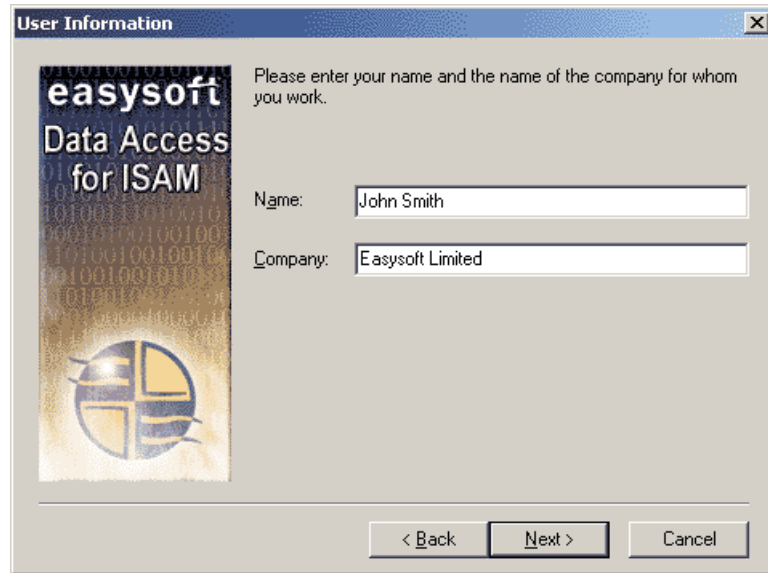 User Information
easysoft
Data Access
for ISAM
Please enter your name and the name of the company for whom
you work.
Name: John Smith
Company: Easysoft Limited
< Back Next > Cancel